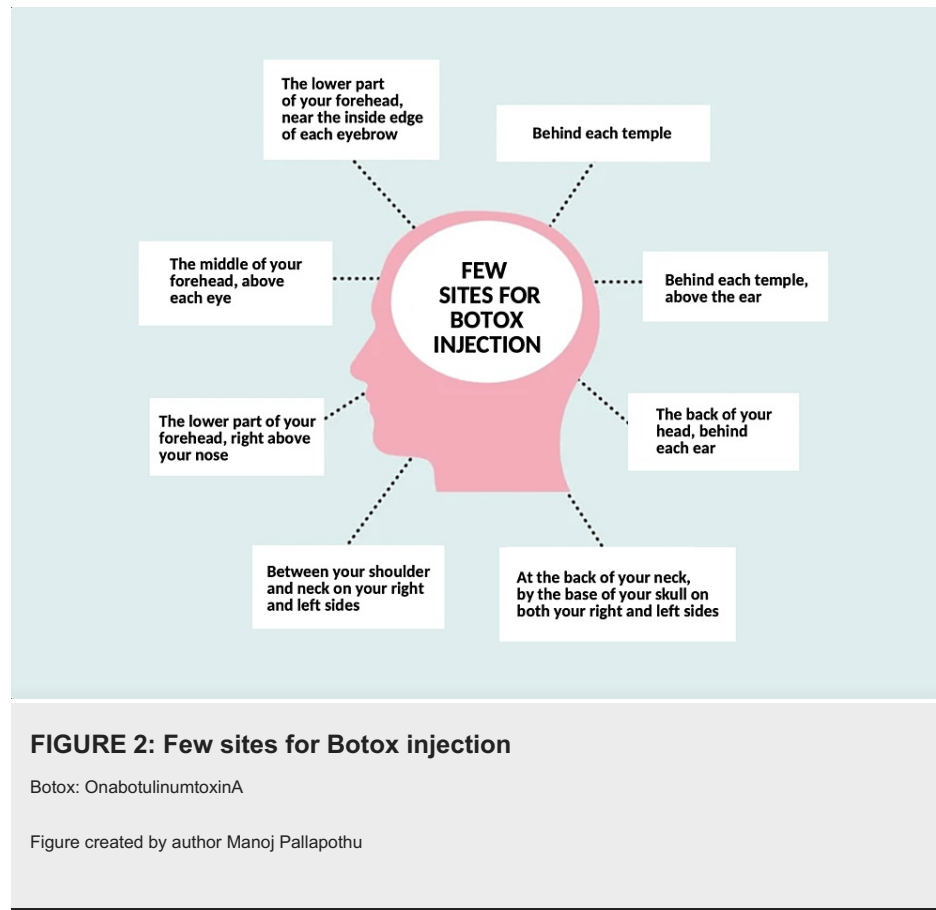 The lower part
of your forehead,
near the inside edge
of each eyebrow
Behind each temple
The middle of your
forehead, above
each eye
FEW
SITES FOR
BOTOX
INJECTION
Behind each temple,
above the ear
The lower part of your
forehead, right above
your nose
The back of your
head, behind
each ear
Between your shoulder
and neck on your right
and left sides
At the back of your neck,
by the base of your skull on
both your right and left sides
FIGURE 2: Few sites for Botox injection
Botox: OnabotulinumtoxinA
Figure created by author Manoj Pallapothu